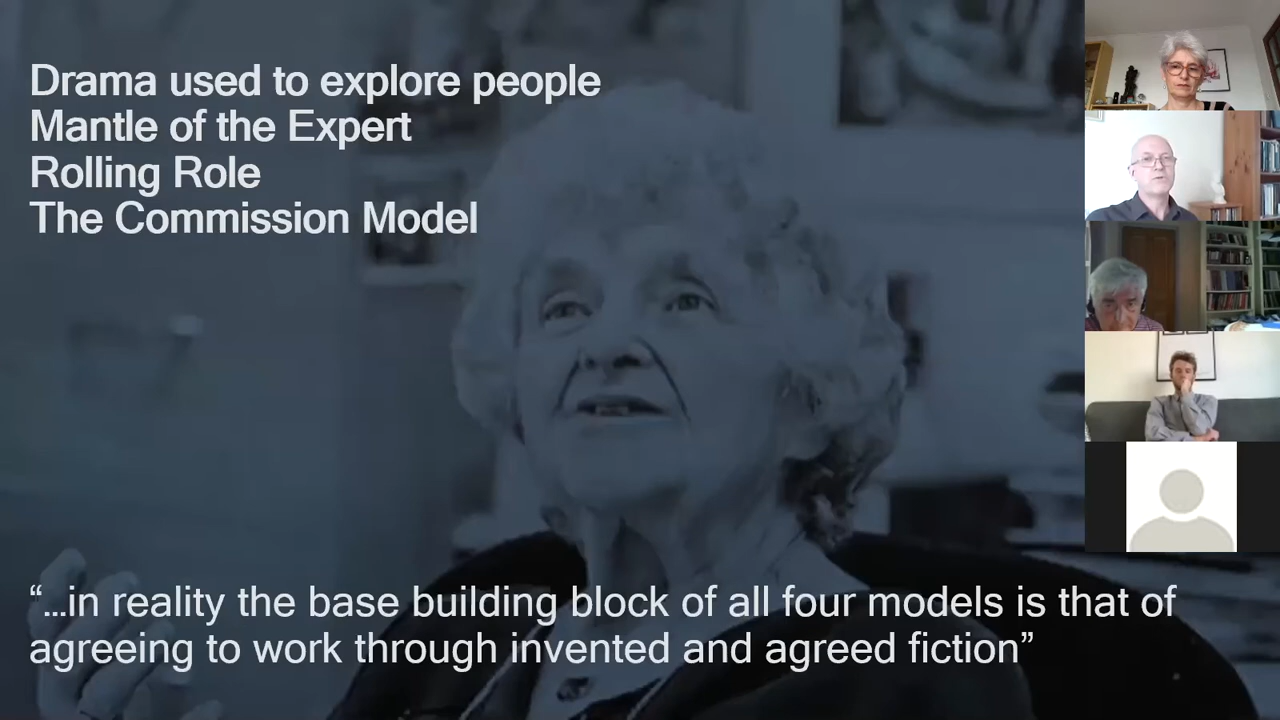 Drama used to explore people
Mantle of the Expert
Rolling Role
The Commission Model
“...in reality the base building block of all four models is that of
agreeing to work through invented and agreed fiction”